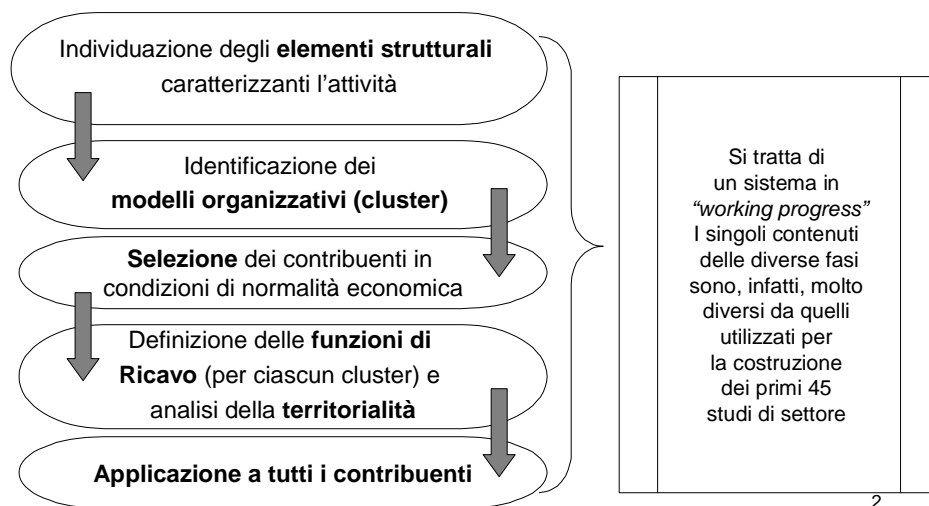 Individuazione degli elementi strutturali
caratterizzanti l'attività
Identificazione dei
modelli organizzativi (cluster)
Selezione dei contribuenti in
condizioni di normalità economica
Definizione delle funzioni di
Ricavo (per ciascun cluster) e
analisi della territorialità
Applicazione a tutti i contribuenti
Si tratta di
un sistema in
“working progress”
I singoli contenuti
delle diverse fasi
sono, infatti, molto
diversi da quelli
utilizzati per
la costruzione
dei primi 45
studi di settore
2